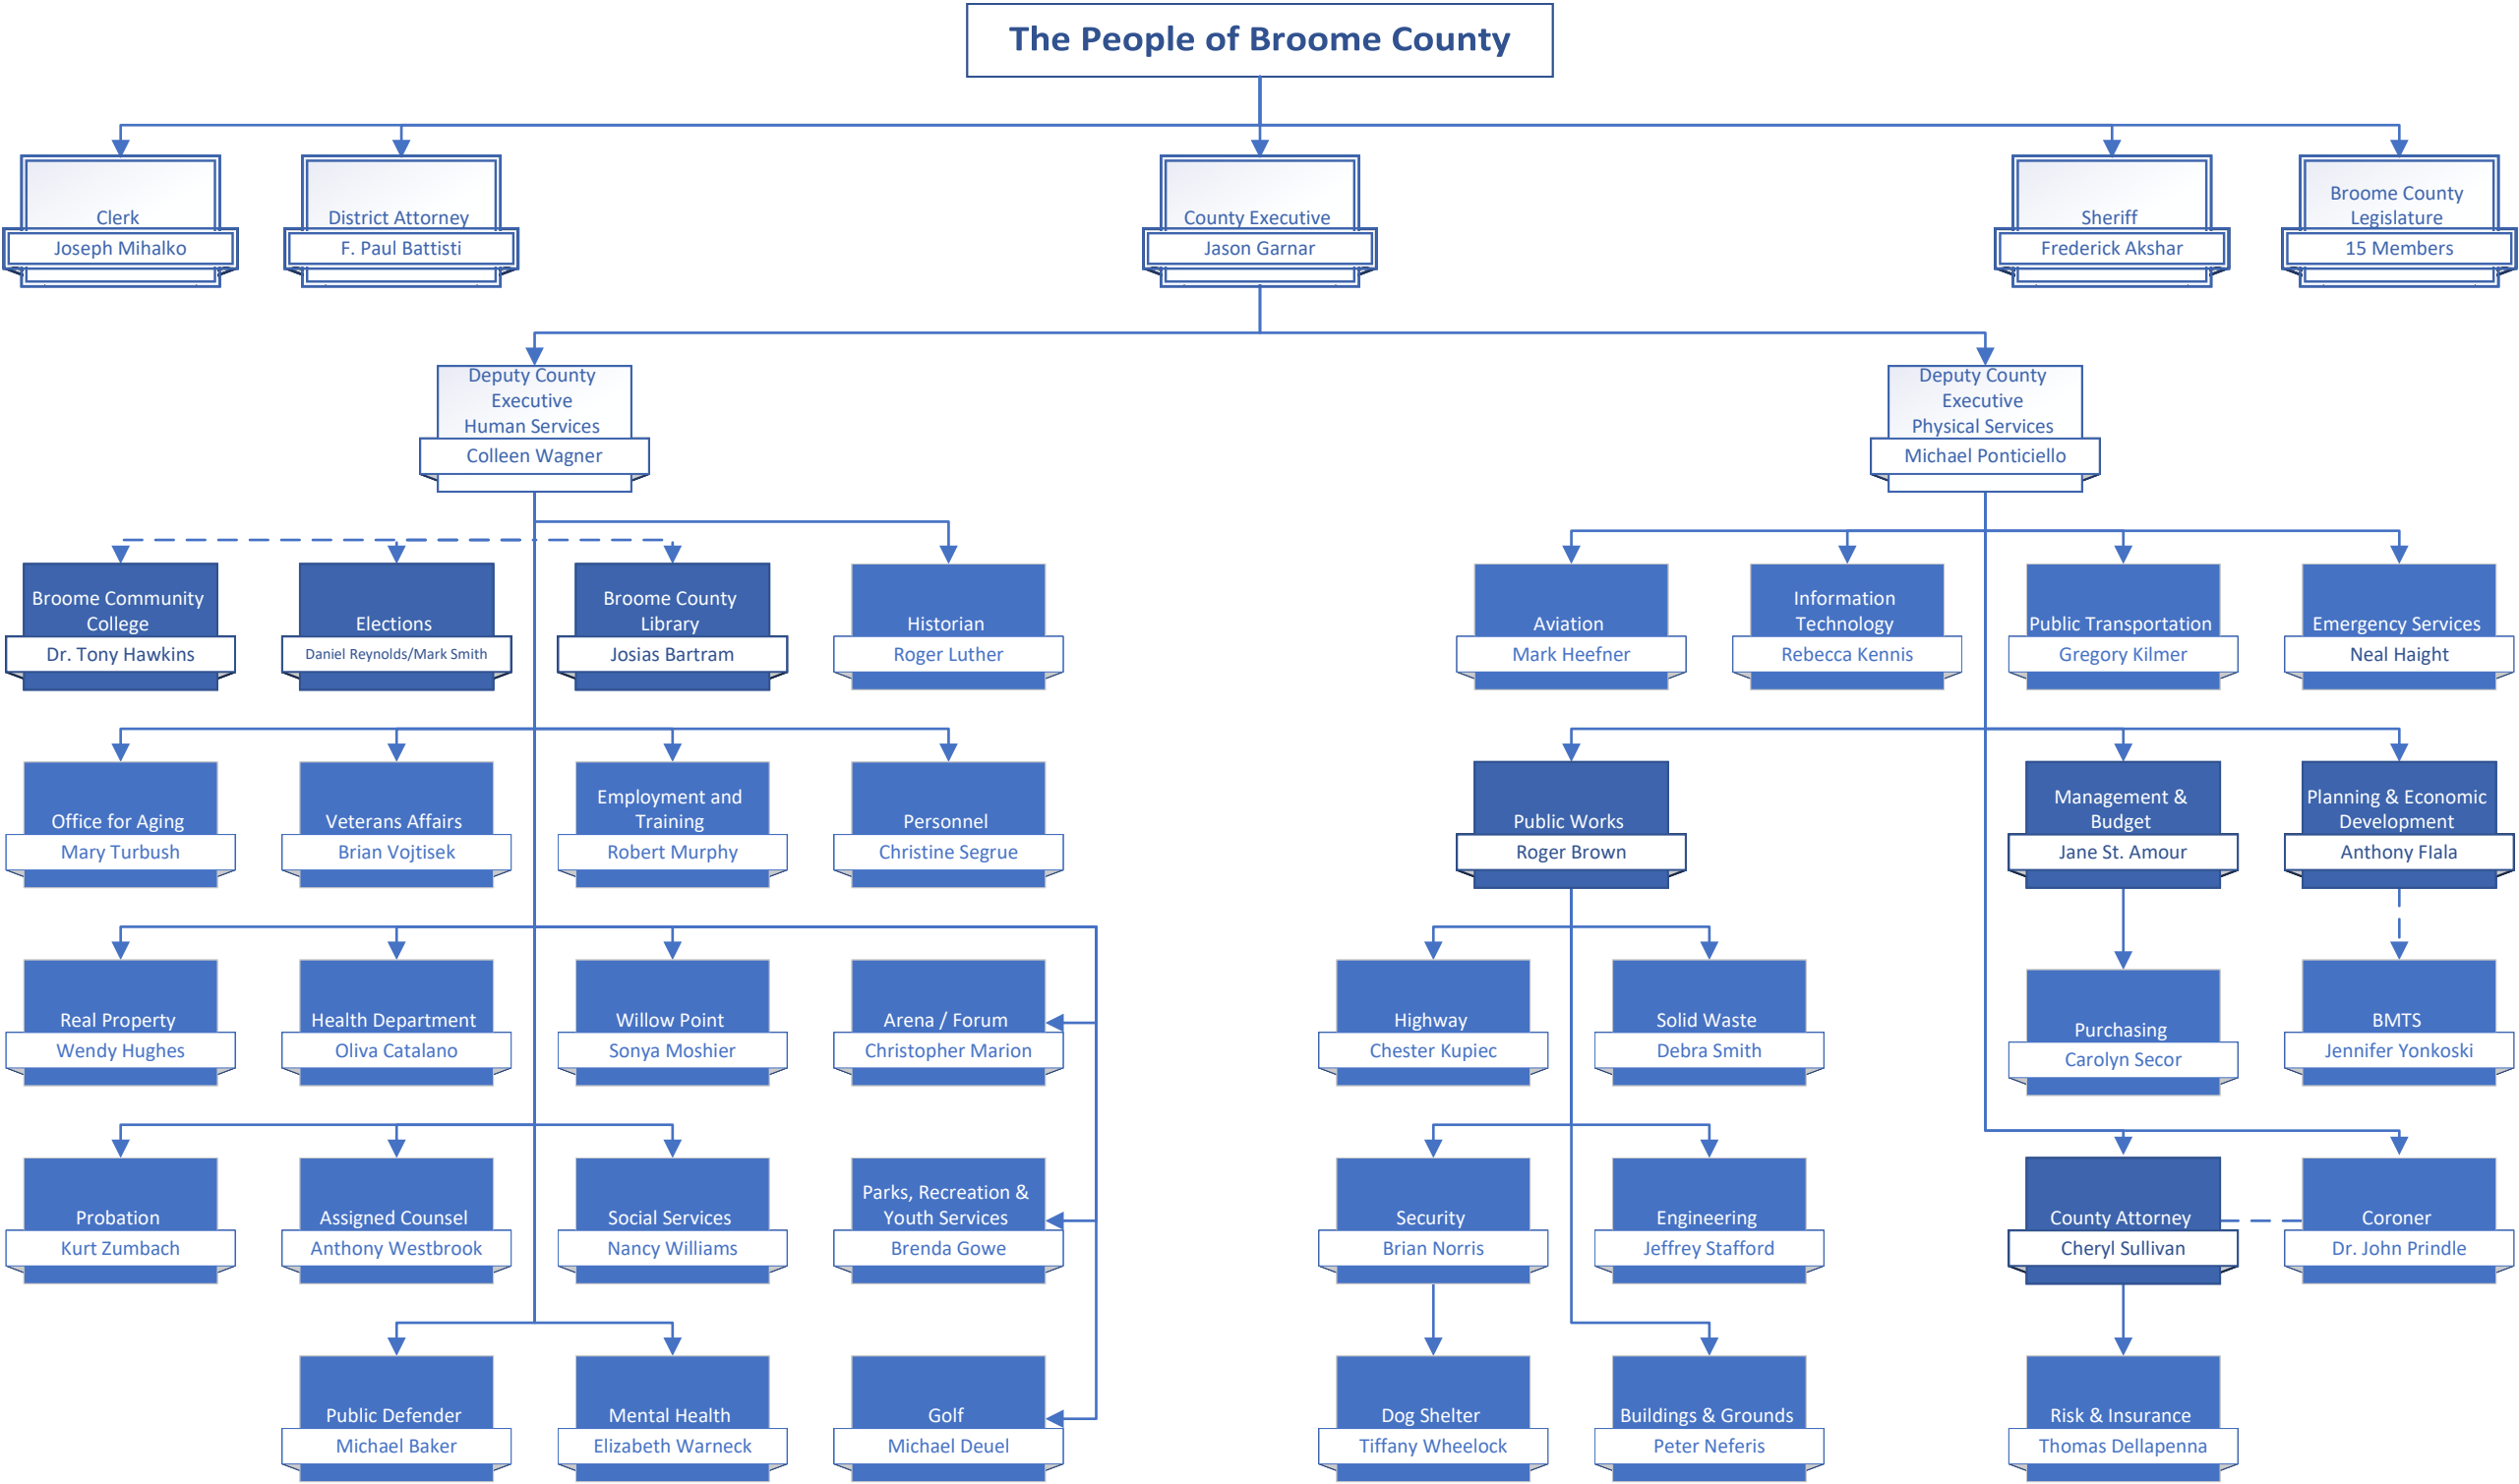 The People of Broome County
Clerk
Joseph Mihalko
District Attorney
F. Paul Battisti
County Executive
Jason Garnar
Sheriff
Frederick Akshar
Broome County
Legislature
15 Members
Deputy County
Executive
Human Services
Colleen Wagner
Deputy County
Executive
Physical Services
Michael Ponticiello
Broome Community
College
Dr. Tony Hawkins
Elections
Daniel Reynolds/Mark Smith
Broome County
Library
Josias Bartram
Historian
Roger Luther
Aviation
Mark Heefner
Information
Technology
Rebecca Kennis
Public Transportation
Gregory Kilmer
Emergency Services
Neal Haight
Office for Aging
Mary Turbush
Veterans Affairs
Brian Vojtisek
Employment and
Training
Robert Murphy
Personnel
Christine Segrue
Public Works
Roger Brown
Management &
Budget
Jane St. Amour
Planning & Economic
Development
Anthony FIala
Real Property
Wendy Hughes
Health Department
Oliva Catalano
Willow Point
Sonya Moshier
Arena / Forum
Christopher Marion
Highway
Chester Kupiec
Solid Waste
Debra Smith
Purchasing
Carolyn Secor
BMTS
Jennifer Yonkoski
Probation
Kurt Zumbach
Assigned Counsel
Anthony Westbrook
Social Services
Nancy Williams
Parks, Recreation &
Youth Services
Brenda Gowe
Security
Brian Norris
Engineering
Jeffrey Stafford
County Attorney
Cheryl Sullivan
Coroner
Dr. John Prindle
Public Defender
Michael Baker
Mental Health
Elizabeth Warneck
Golf
Michael Deuel
Dog Shelter
Tiffany Wheelock
Buildings & Grounds
Peter Neferis
Risk & Insurance
Thomas Dellapenna